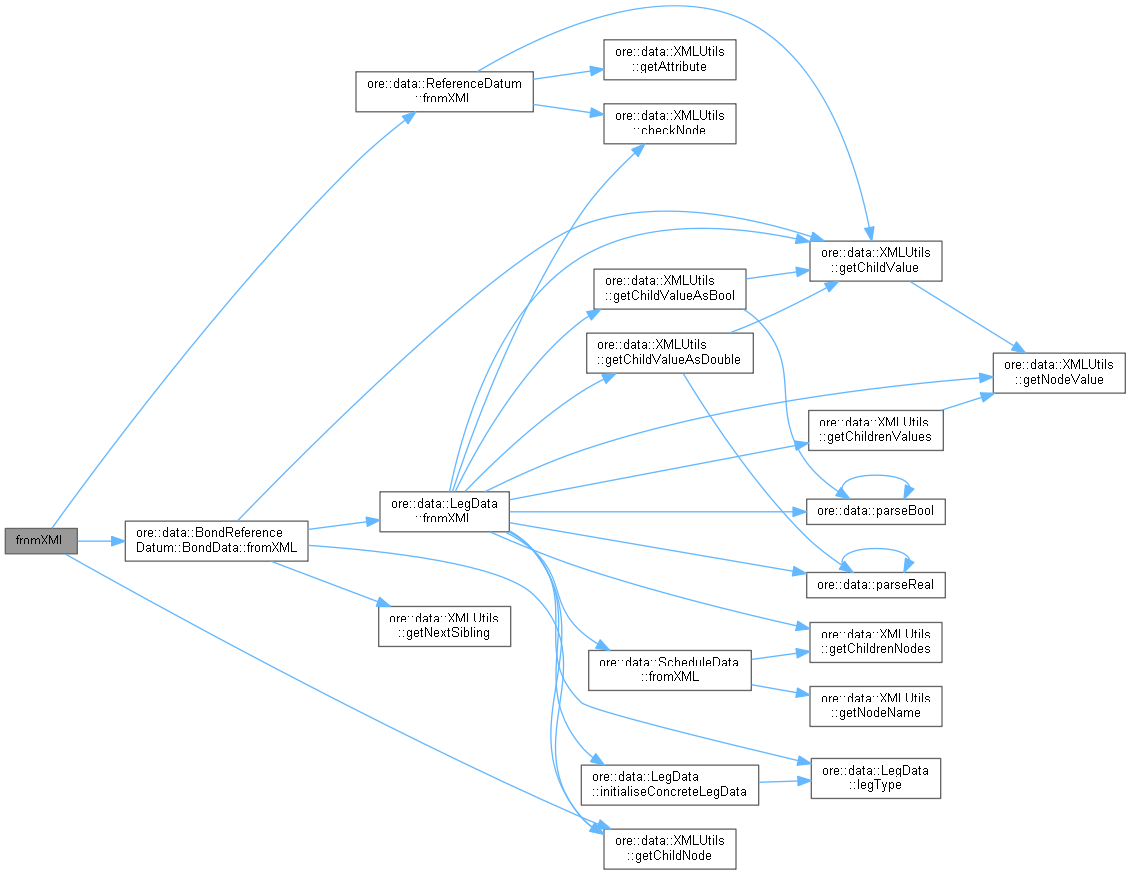 ore::data::XMLUtils
::getAttribute
ore::data::ReferenceDatum
::fromXML
ore::data::XMLUtils
::checkNode
ore::data::XMLUtils
::getChildValue
ore::data::XMLUtils
::getChildValueAsBool
ore::data::XMLUtils
::getChildValueAsDouble
ore::data::XMLUtils
::getNodeValue
ore::data::XMLUtils
::getChildrenValues
ore::data::LegData
::fromXML
ore::data::parseBool
fromXML
ore::data::BondReference
Datum::BondData::fromXML
ore::data::parseReal
ore::data::XMLUtils
::getNextSibling
ore::data::XMLUtils
::getChildrenNodes
ore::data::ScheduleData
::fromXML
ore::data::XMLUtils
::getNodeName
ore::data::LegData
::initialiseConcreteLegData
ore::data::LegData
::legType
ore::data::XMLUtils
::getChildNode